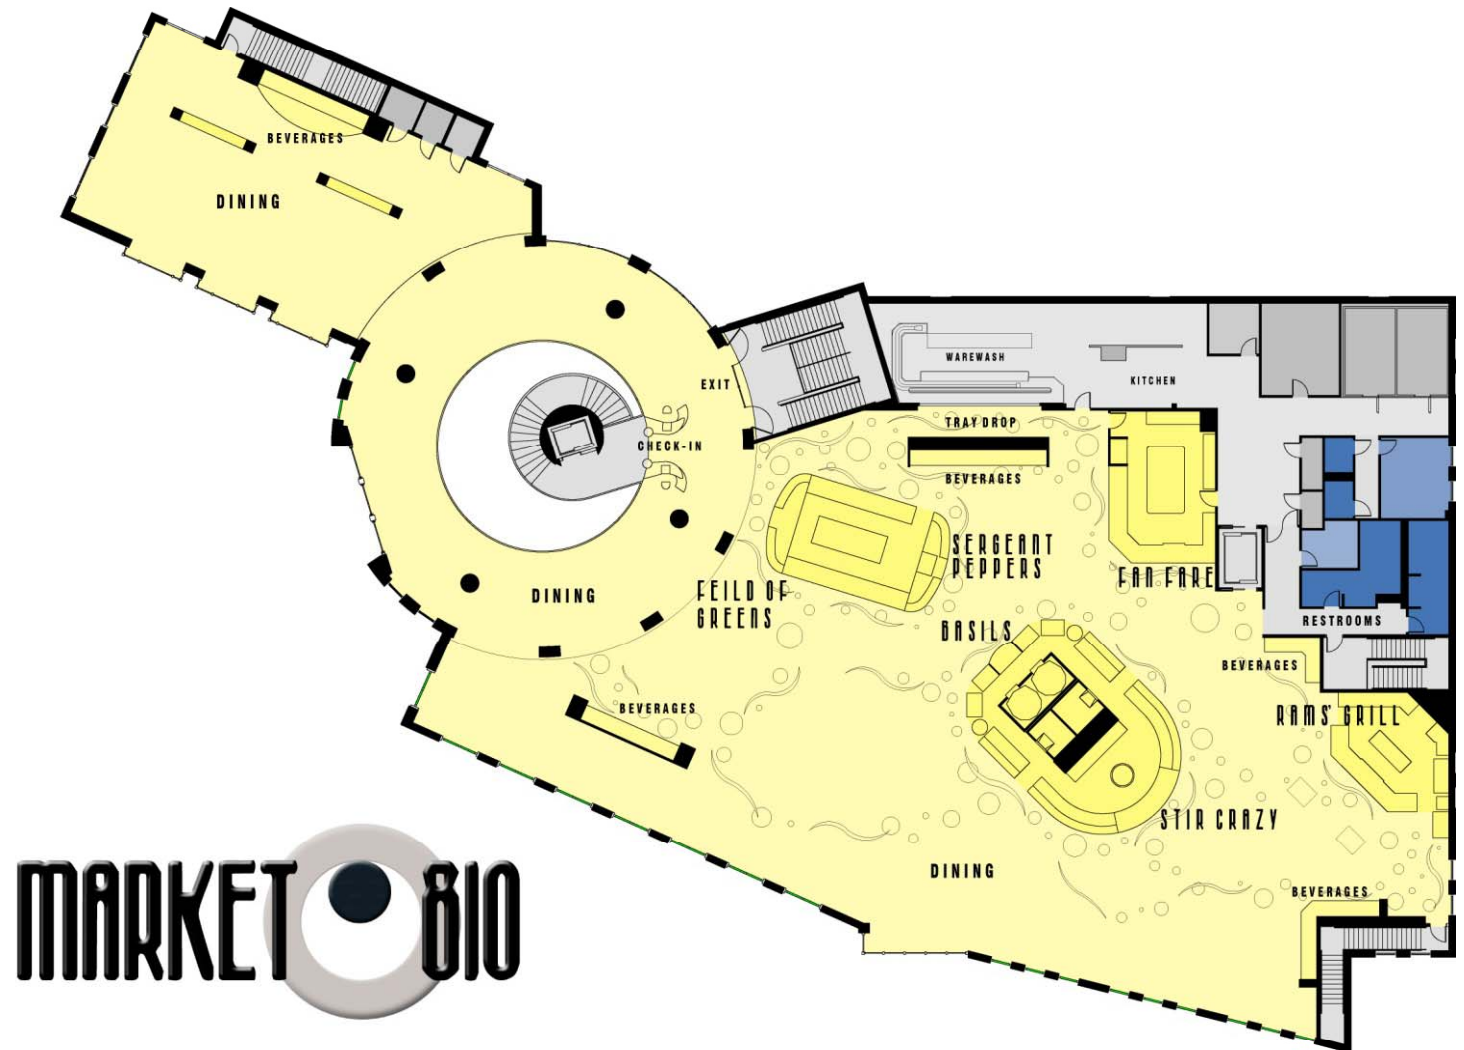 BEVERAGES
DINING
WAREWASH
KITCHEN
EXIT
TRAY DROP
CHECK-IN
BEVERAGES
SERGEANT
PEPPERS
FAN FARE
FEILD OF
GREENS
DINING
BASILS
RESTROOMS
BEVERAGES
BEVERAGES
RAMS' GRILL
STIR CRAZY
DINING
BEVERAGES
MARKET 810